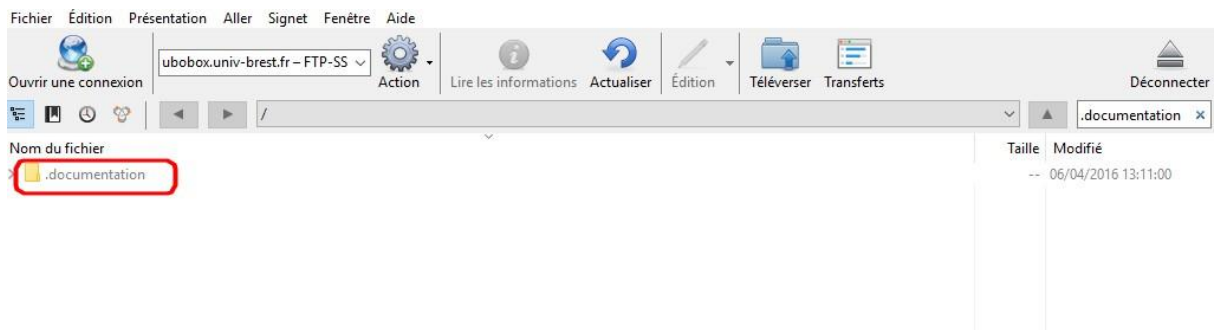 Fichier Édition Présentation Aller Signet Fenêtre Aide
ubobox.univ-brest.fr – FTP-SS
Ouvrir une connexion Action Lire les informations Actualiser Édition Téléverser Transferts Déconnecter
/ .documentation
Nom du fichier Taille Modifié
.documentation -- 06/04/2016 13:11:00